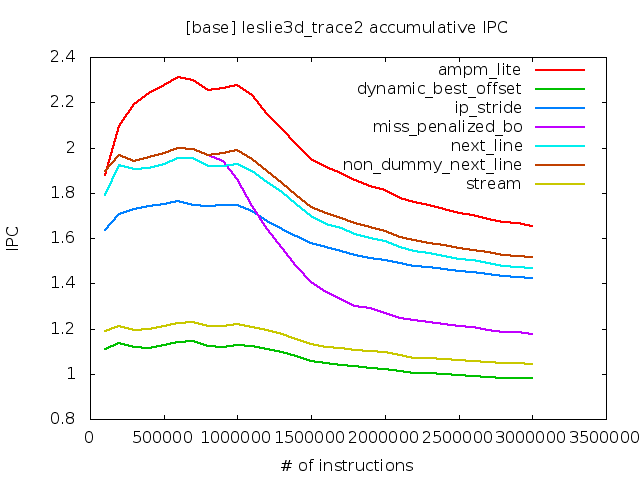 [base] leslie3d_trace2 accumulative IPC
2.4
2.2
2
1.8
1.6
1.4
1.2
1
0.8
IPC
ampm_lite
dynamic_best_offset
ip_stride
miss_penalized_bo
next_line
non_dummy_next_line
stream
0 500000 1000000 1500000 2000000 2500000 3000000 3500000
# of instructions